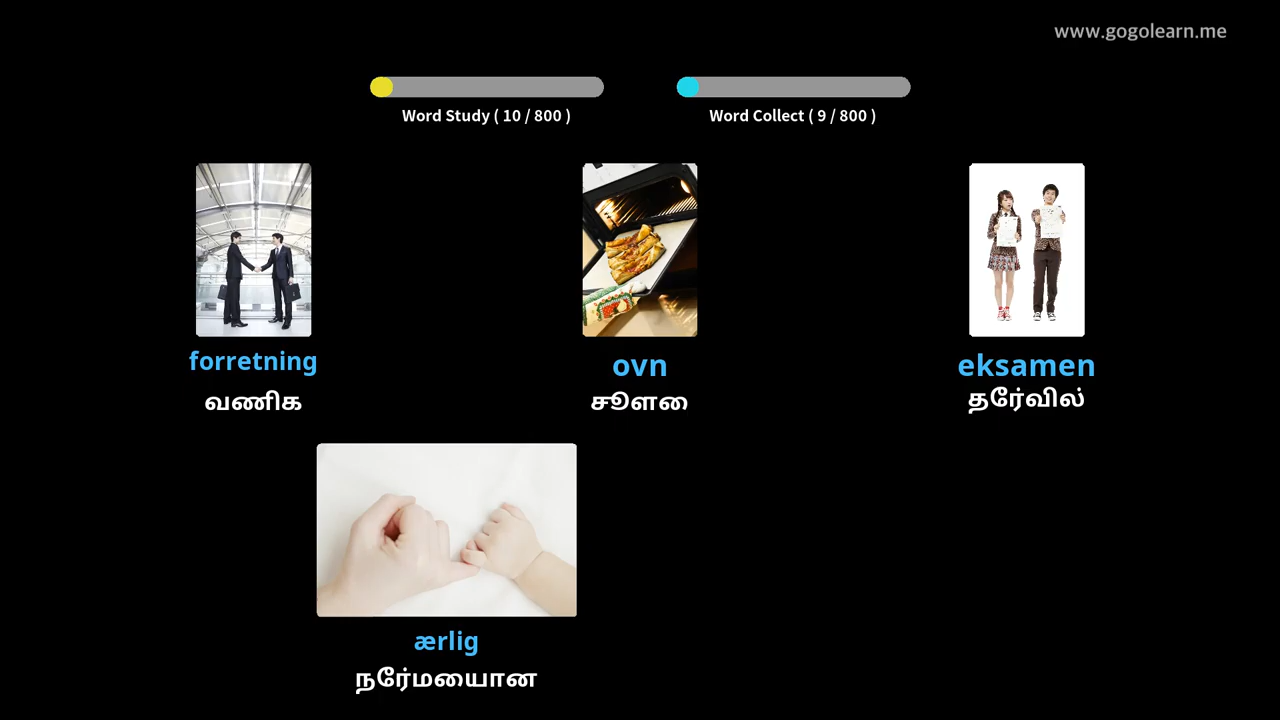 www.gogolearn.me
Word Study ( 10 / 800 )
Word Collect ( 9 / 800 )
forretning
ovn
eksamen
வணிக
சூளை
தேர்வில்
ærlig
நேர்மையான